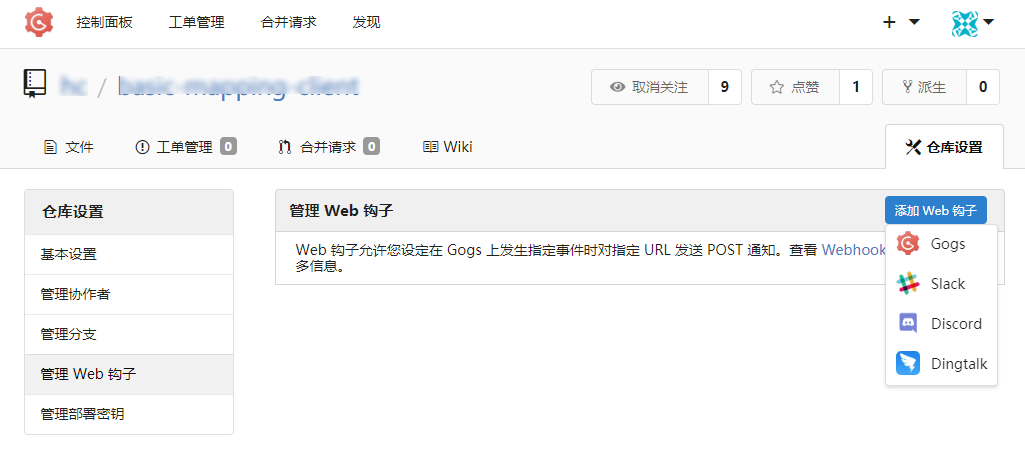 控制面板 工单管理 合并请求 发现
/ basic-mapping-client 取消关注 9 点赞 1 派生 0
文件 工单管理 0 合并请求 0 Wiki 仓库设置
仓库设置
基本设置
管理协作者
管理分支
管理 Web 钩子
管理部署密钥
管理 Web 钩子 添加 Web 钩子
Web 钩子允许您设定在 Gogs 上发生指定事件时对指定 URL 发送 POST 通知。查看 Webhook
多信息。
Gogs
Slack
Discord
Dingtalk